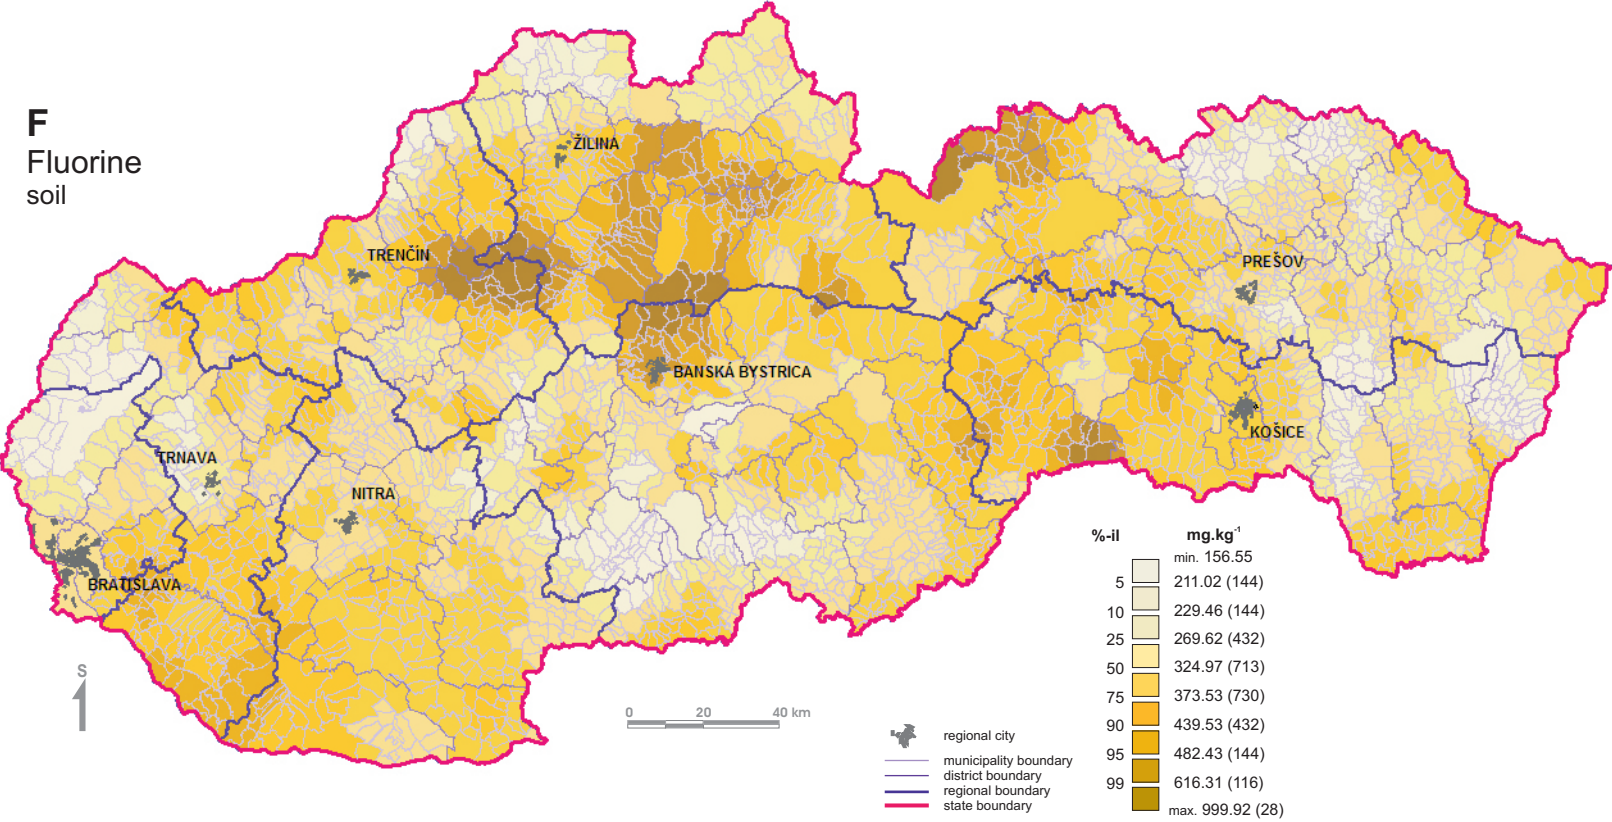 F
Fluorine
soil
ŽILINA
TRENČÍN
PREŠOV
BANSKÁ BYSTRICA
KOŠICE
TRNAVA
NITRA
BRATISLAVA
S
0 20 40 km
regional city
municipality boundary
district boundary
regional boundary
state boundary
%-il mg.kg-1
min. 156.55
5 211.02 (144)
10 229.46 (144)
25 269.62 (432)
50 324.97 (713)
75 373.53 (730)
90 439.53 (432)
95 482.43 (144)
99 616.31 (116)
max. 999.92 (28)